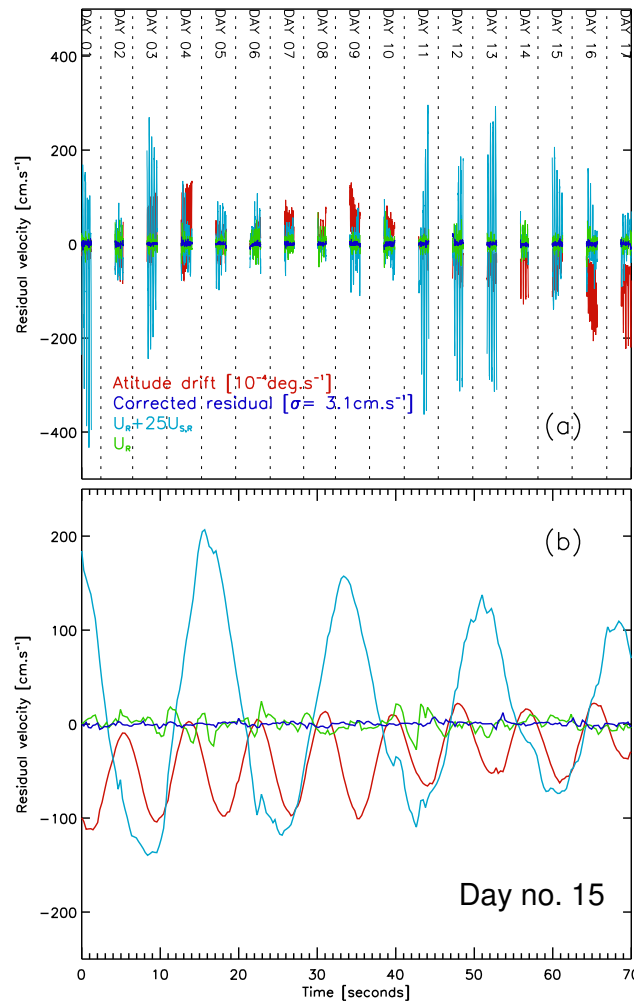 DAY 01 DAY 02 DAY 03 DAY 04 DAY 05 DAY 06 DAY 07 DAY 08 DAY 09 DAY 10 DAY 11 DAY 12 DAY 13 DAY 14 DAY 15 DAY 16 DAY 17
400
200
0
−200
−400
Residual velocity [cm.s⁻¹]
Atitude drift [10⁻⁴deg.s⁻¹]
Corrected residual [σ= 3.1cm.s⁻¹]
U_R+25U_S,R
U_R
(a)
(b)
200
100
0
−100
−200
Residual velocity [cm.s⁻¹]
Day no. 15
0 10 20 30 40 50 60 70
Time [seconds]